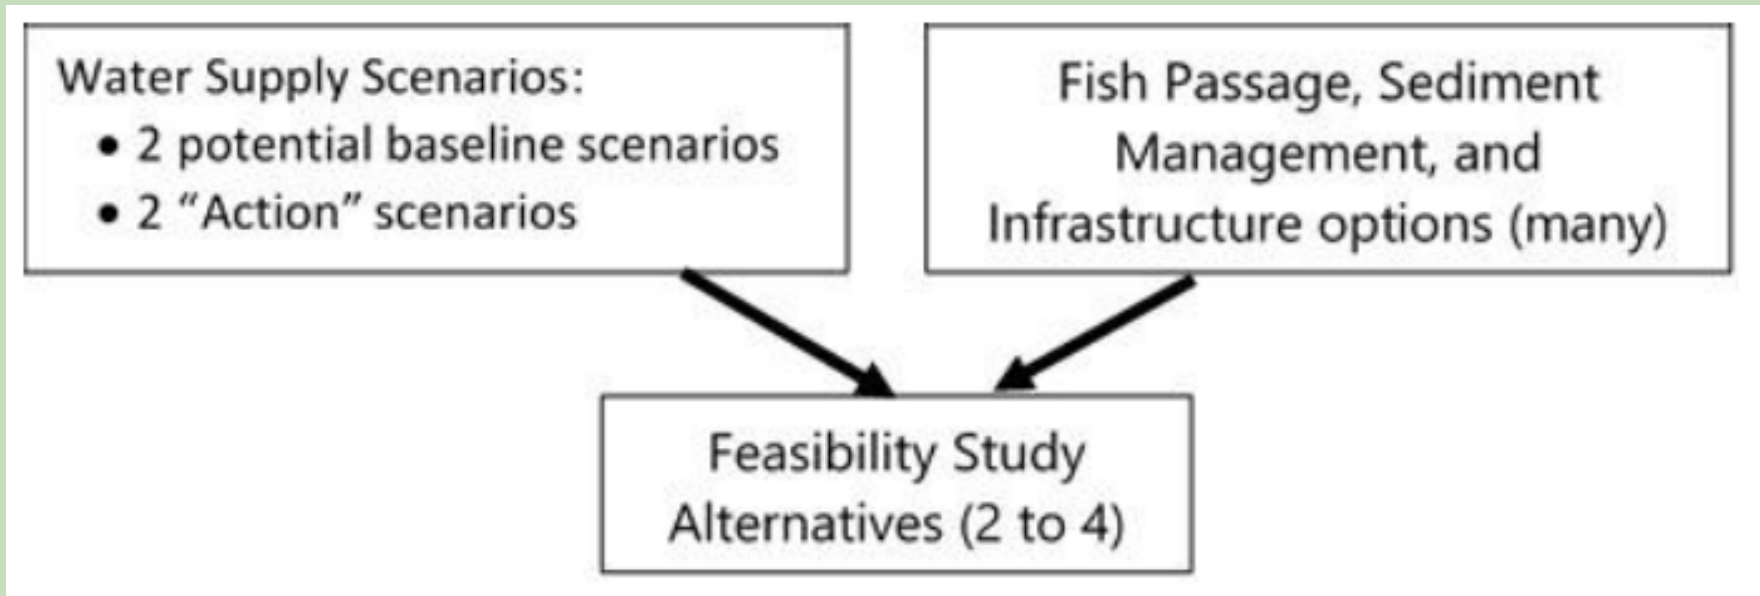 Water Supply Scenarios:
• 2 potential baseline scenarios
• 2 “Action” scenarios
Fish Passage, Sediment
Management, and
Infrastructure options (many)
Feasibility Study
Alternatives (2 to 4)